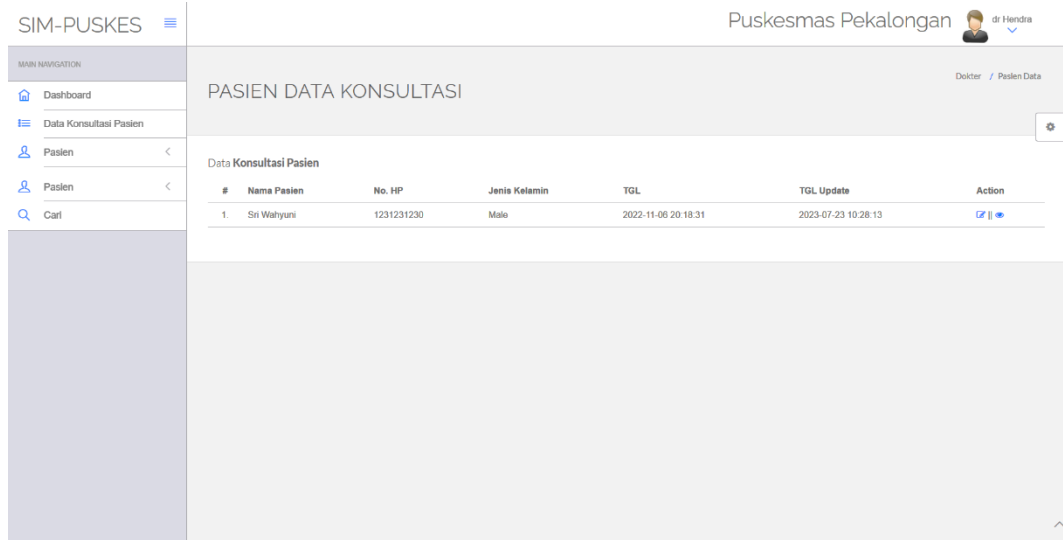 SIM-PUSKES
Puskesmas Pekalongan
dr Hendra
MAIN NAVIGATION
Dashboard
Data Konsultasi Pasien
Pasien
Pasien
Cari
PASIEN DATA KONSULTASI
Dokter / Pasien Data
Data Konsultasi Pasien
# Nama Pasien No. HP Jenis Kelamin TGL TGL Update Action
1. Sri Wahyuni 1231231230 Male 2022-11-06 20:18:31 2023-07-23 10:28:13 ||